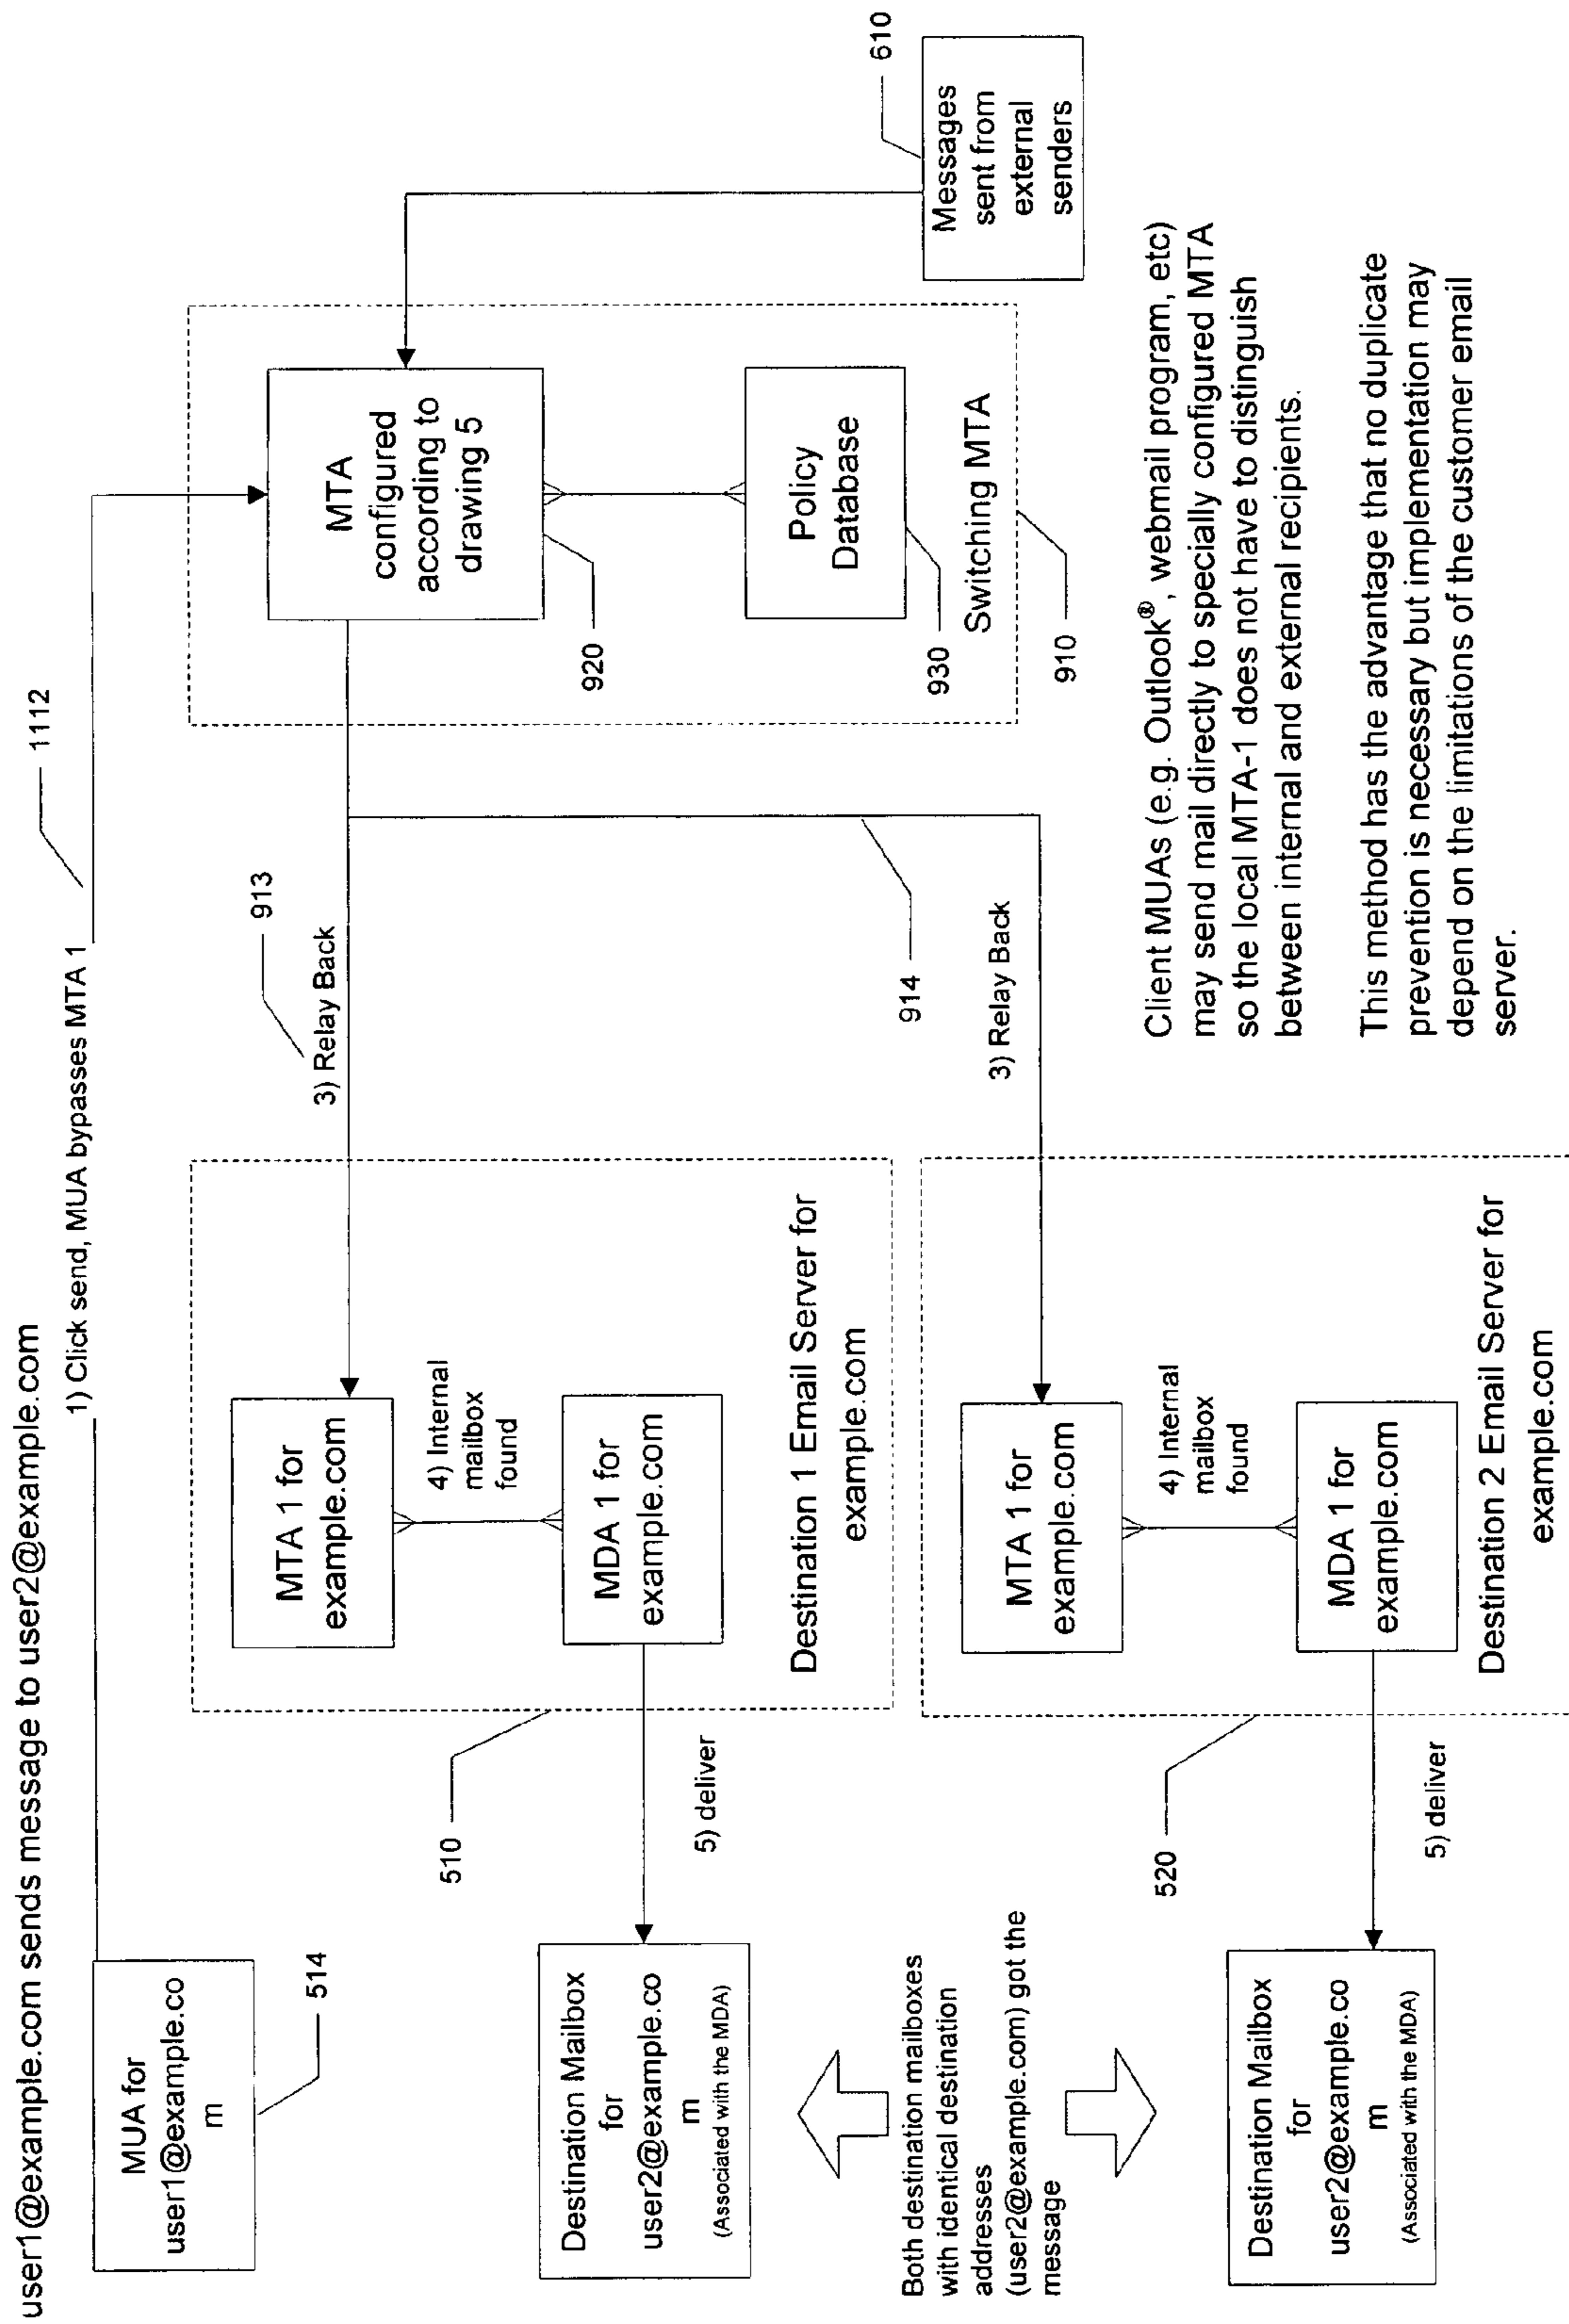 user1@example.com sends message to user2@example.com
1) Click send, MUA bypasses MTA 1
1112
MUA for
user1@example.co
m
514
3) Relay Back
913
MTA
configured
according to
drawing 5
920
Policy
Database
930
Switching MTA
910
Messages
sent from
external
senders
610
MTA 1 for
example.com
4) Internal
mailbox
found
MDA 1 for
example.com
Destination 1 Email Server for
example.com
510
5) deliver
Destination Mailbox
for
user2@example.co
m
(Associated with the MDA)
914
3) Relay Back
Both destination mailboxes
with identical destination
addresses
(user2@example.com) got the
message
MTA 1 for
example.com
4) Internal
mailbox
found
MDA 1 for
example.com
Destination 2 Email Server for
example.com
520
5) deliver
Destination Mailbox
for
user2@example.co
m
(Associated with the MDA)
Client MUAs (e.g. Outlook®, webmail program, etc)
may send mail directly to specially configured MTA
so the local MTA-1 does not have to distinguish
between internal and external recipients.
This method has the advantage that no duplicate
prevention is necessary but implementation may
depend on the limitations of the customer email
server.